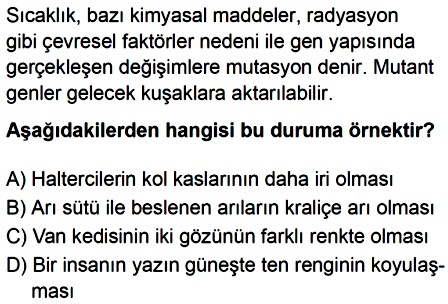 Sıcaklık, bazı kimyasal maddeler, radyasyon
gibi çevresel faktörler nedeni ile gen yapısında
gerçekleşen değişimlere mutasyon denir. Mutant
genler gelecek kuşaklara aktarılabilir.
Aşağıdakilerden hangisi bu duruma örnektir?
A) Haltercilerin kol kaslarının daha iri olması
B) Arı sütü ile beslenen arıların kraliçe arı olması
C) Van kedisinin iki gözünün farklı renkte olması
D) Bir insanın yazın güneşte ten renginin koyulaş-
ması